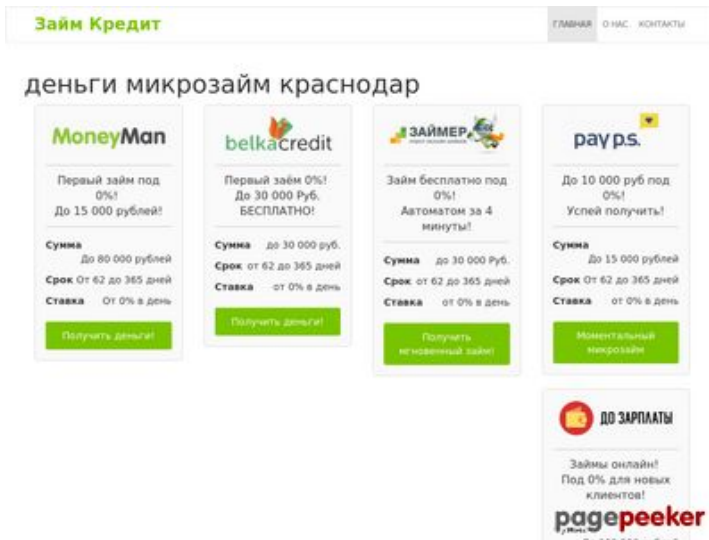 Займ Кредит
ГЛАВНАЯ О НАС КОНТАКТЫ
деньги микрозайм краснодар
MoneyMan
Первый займ под
0%!
До 15 000 рублей!
Сумма
До 80 000 рублей
Срок От 62 до 365 дней
Ставка От 0% в день
Получить деньги!
belkacredit
Первый заём 0%!
До 30 000 Руб.
БЕСПЛАТНО!
Сумма до 30 000 руб.
Срок от 62 до 365 дней
Ставка от 0% в день
Получить деньги!
ЗАЙМЕР
Займ бесплатно под
0%!
Автоматом за 4
минуты!
Сумма до 30 000 Руб.
Срок от 62 до 365 дней
Ставка от 0% в день
Получить
мгновенный займ!
pay p.s.
До 10 000 руб под
0%!
Успей получить!
Сумма
До 15 000 рублей
Срок От 62 до 365 дней
Ставка От 0% в день
Моментальный
микрозайм
ДО ЗАРПЛАТЫ
Займы онлайн!
Под 0% для новых
клиентов!
pagepeeker